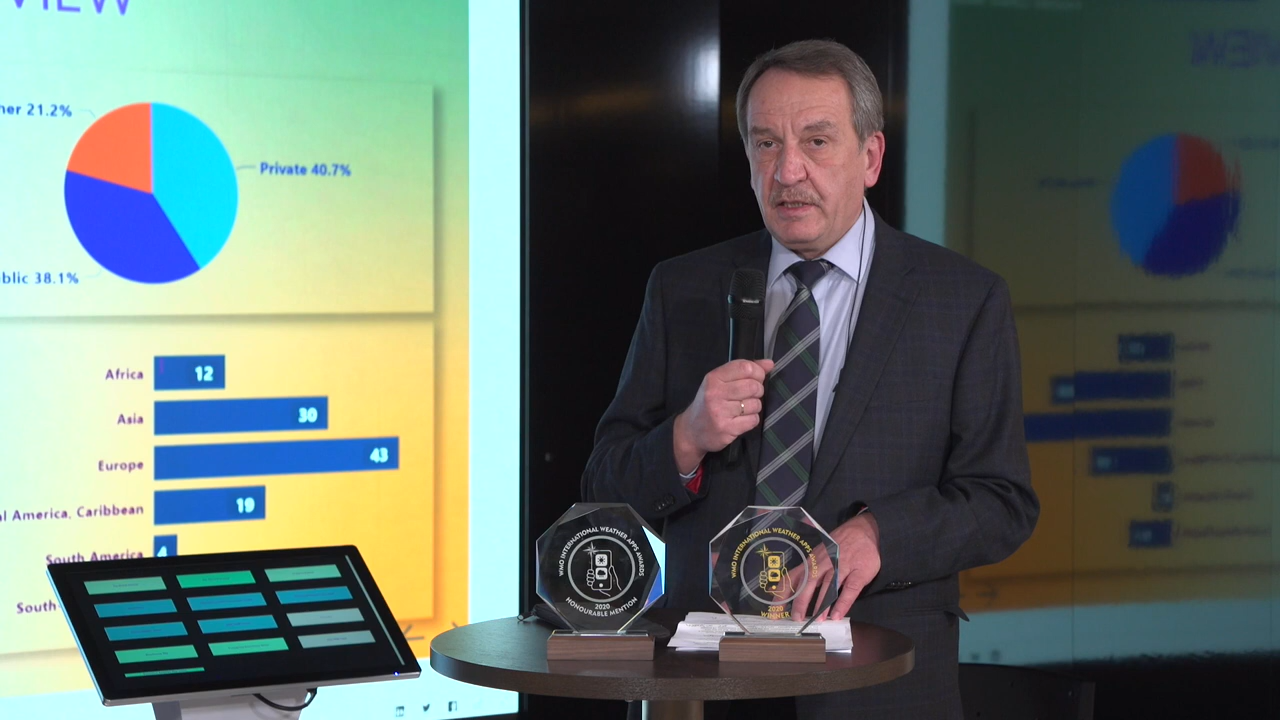 VIEW
her 21.2%
Private 40.7%
blic 38.1%
Africa 12
Asia 30
Europe 43
al America, Caribbean 19
South America 4
South-
WMO INTERNATIONAL WEATHER APPS AWARDS
2020
HONOURABLE MENTION
WMO INTERNATIONAL WEATHER APPS AWARDS
2020
WINNER